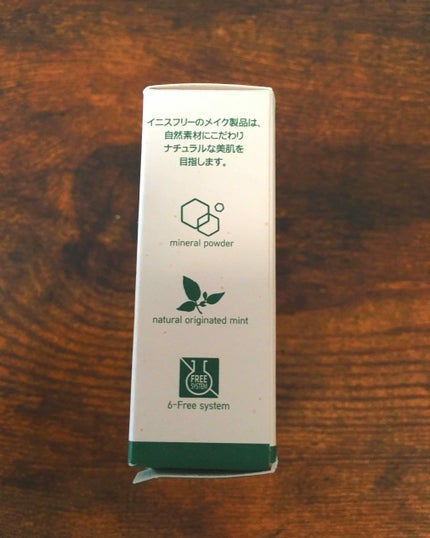 イニスフリーのメイク製品は、
自然素材にこだわり
ナチュラルな美肌を
目指します。
mineral powder
natural originated mint
FREE
SYSTEM
6-Free system